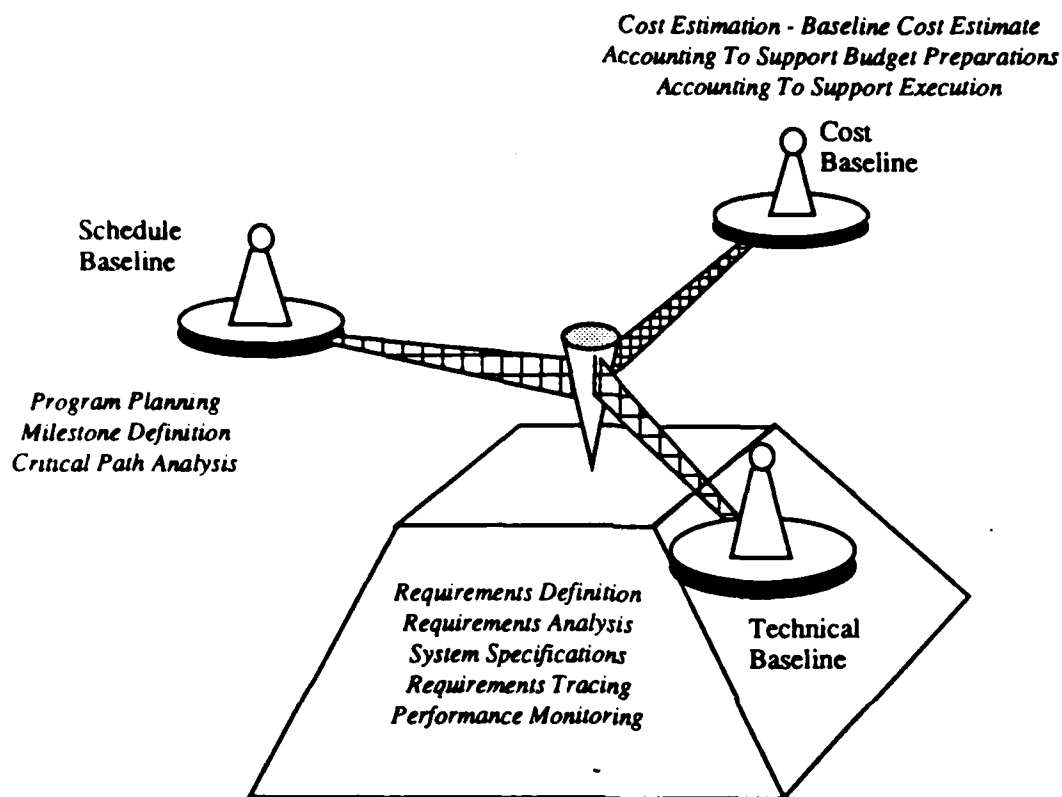 Cost Estimation - Baseline Cost Estimate
Accounting To Support Budget Preparations
Accounting To Support Execution
Cost
Baseline
Schedule
Baseline
Program Planning
Milestone Definition
Critical Path Analysis
Requirements Definition
Requirements Analysis
System Specifications
Requirements Tracing
Performance Monitoring
Technical
Baseline